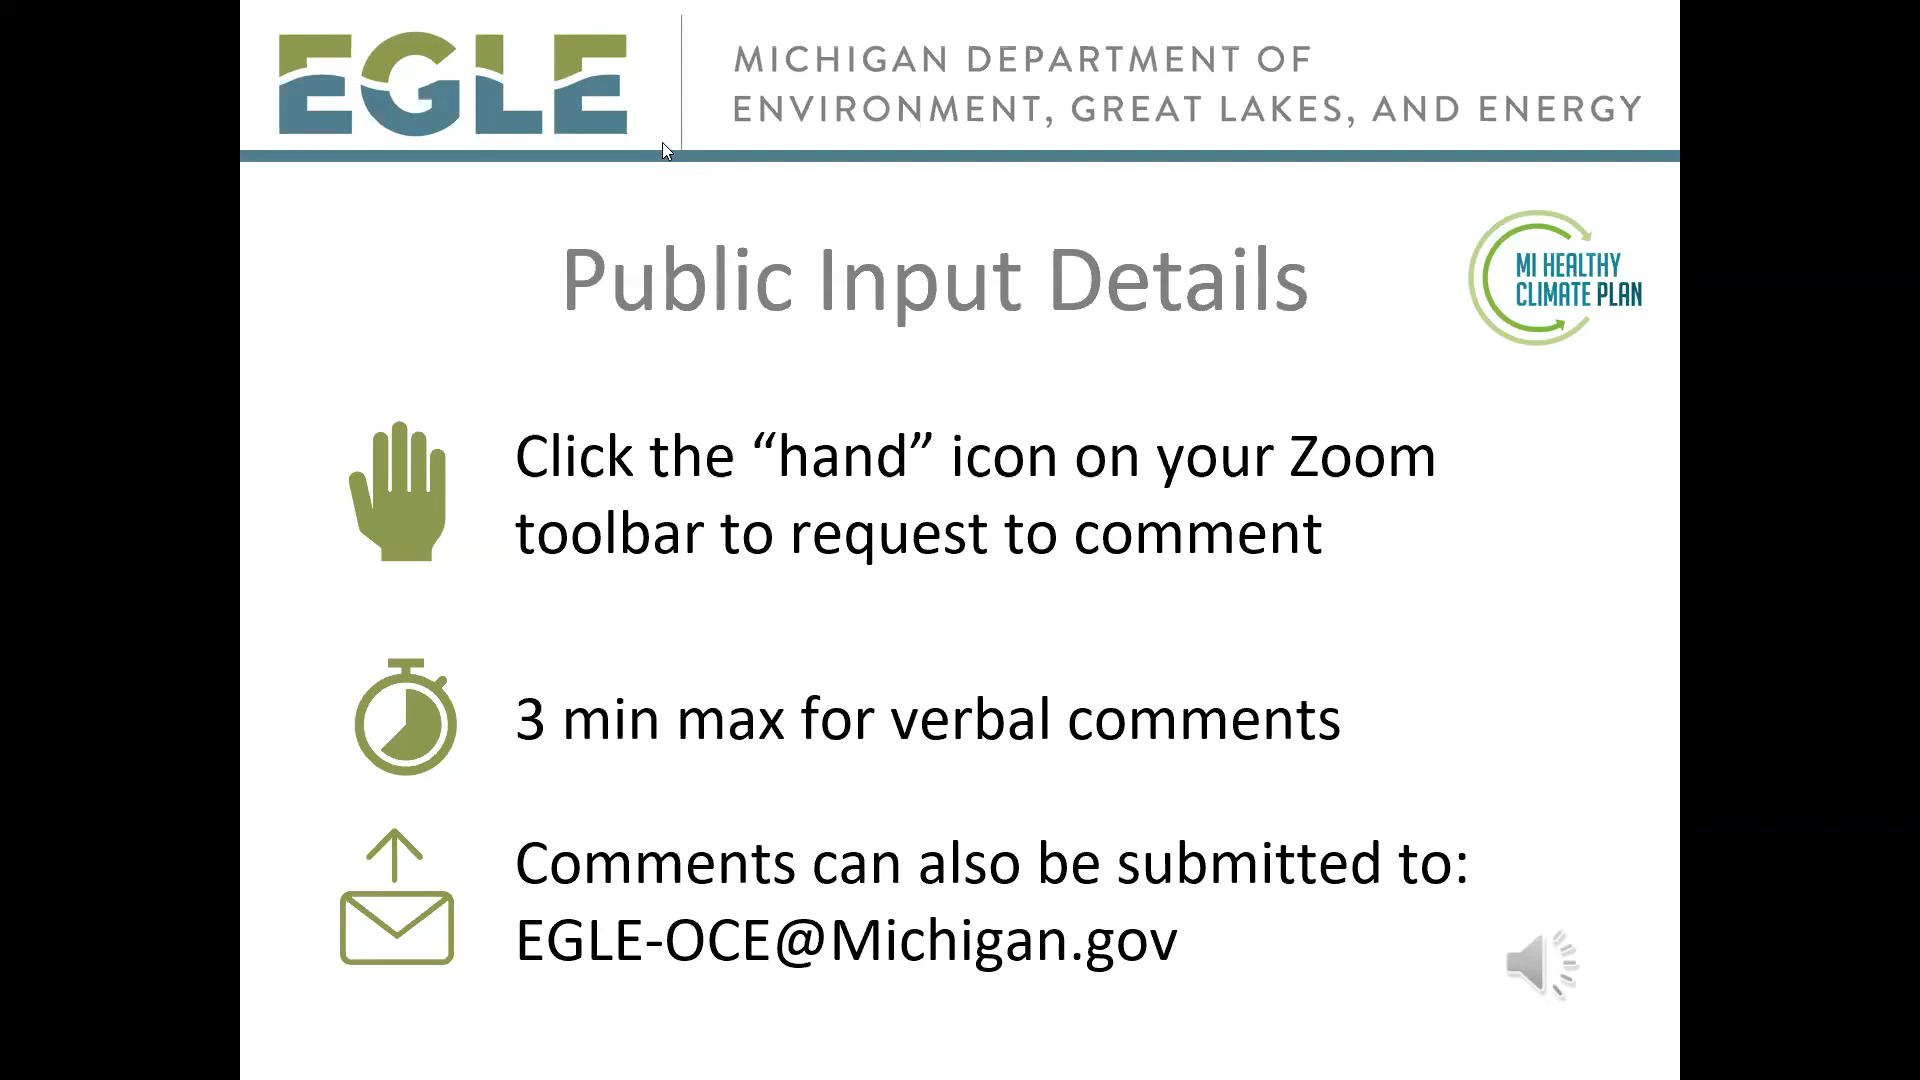 EGLE
MICHIGAN DEPARTMENT OF
ENVIRONMENT, GREAT LAKES, AND ENERGY
Public Input Details
MI HEALTHY
CLIMATE PLAN
Click the “hand” icon on your Zoom
toolbar to request to comment
3 min max for verbal comments
Comments can also be submitted to:
EGLE-OCE@Michigan.gov